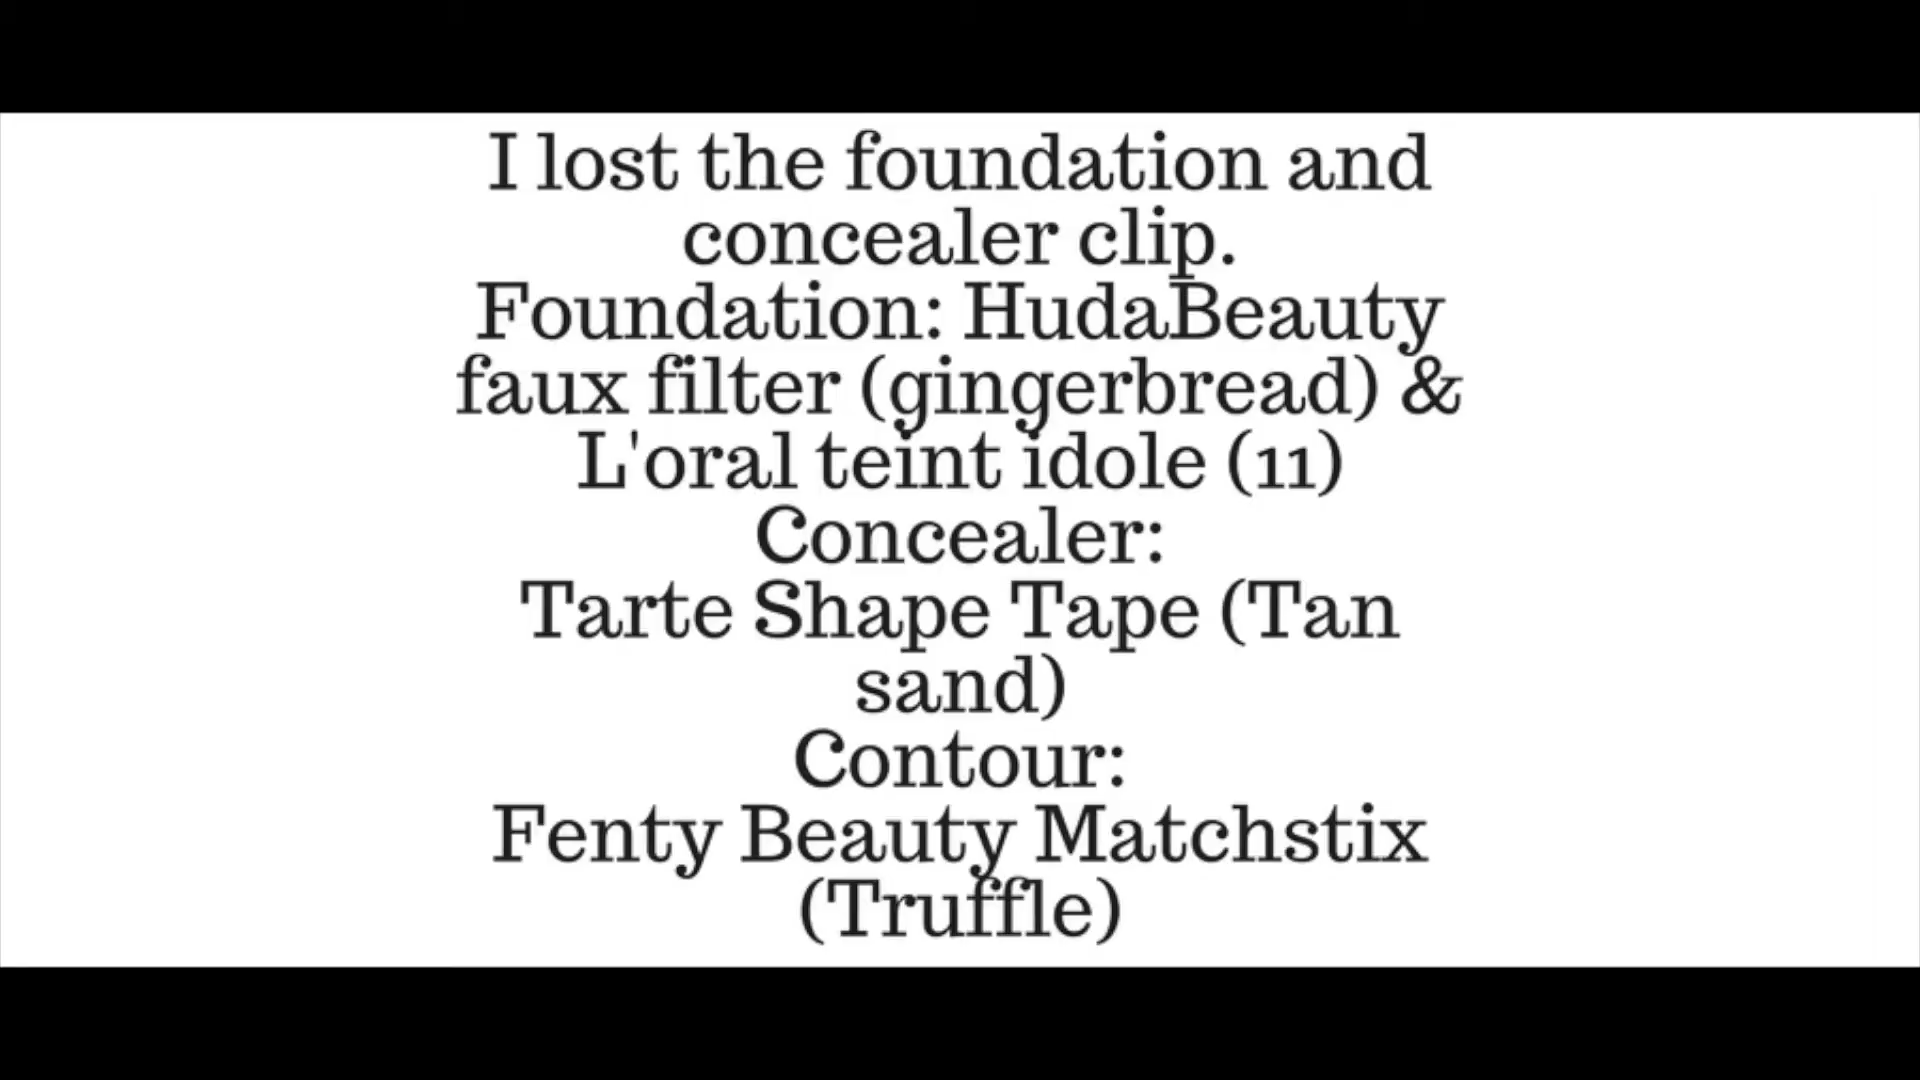 I lost the foundation and
concealer clip.
Foundation: HudaBeauty
faux filter (gingerbread) &
L'oral teint idole (11)
Concealer:
Tarte Shape Tape (Tan
sand)
Contour:
Fenty Beauty Matchstix
(Truffle)